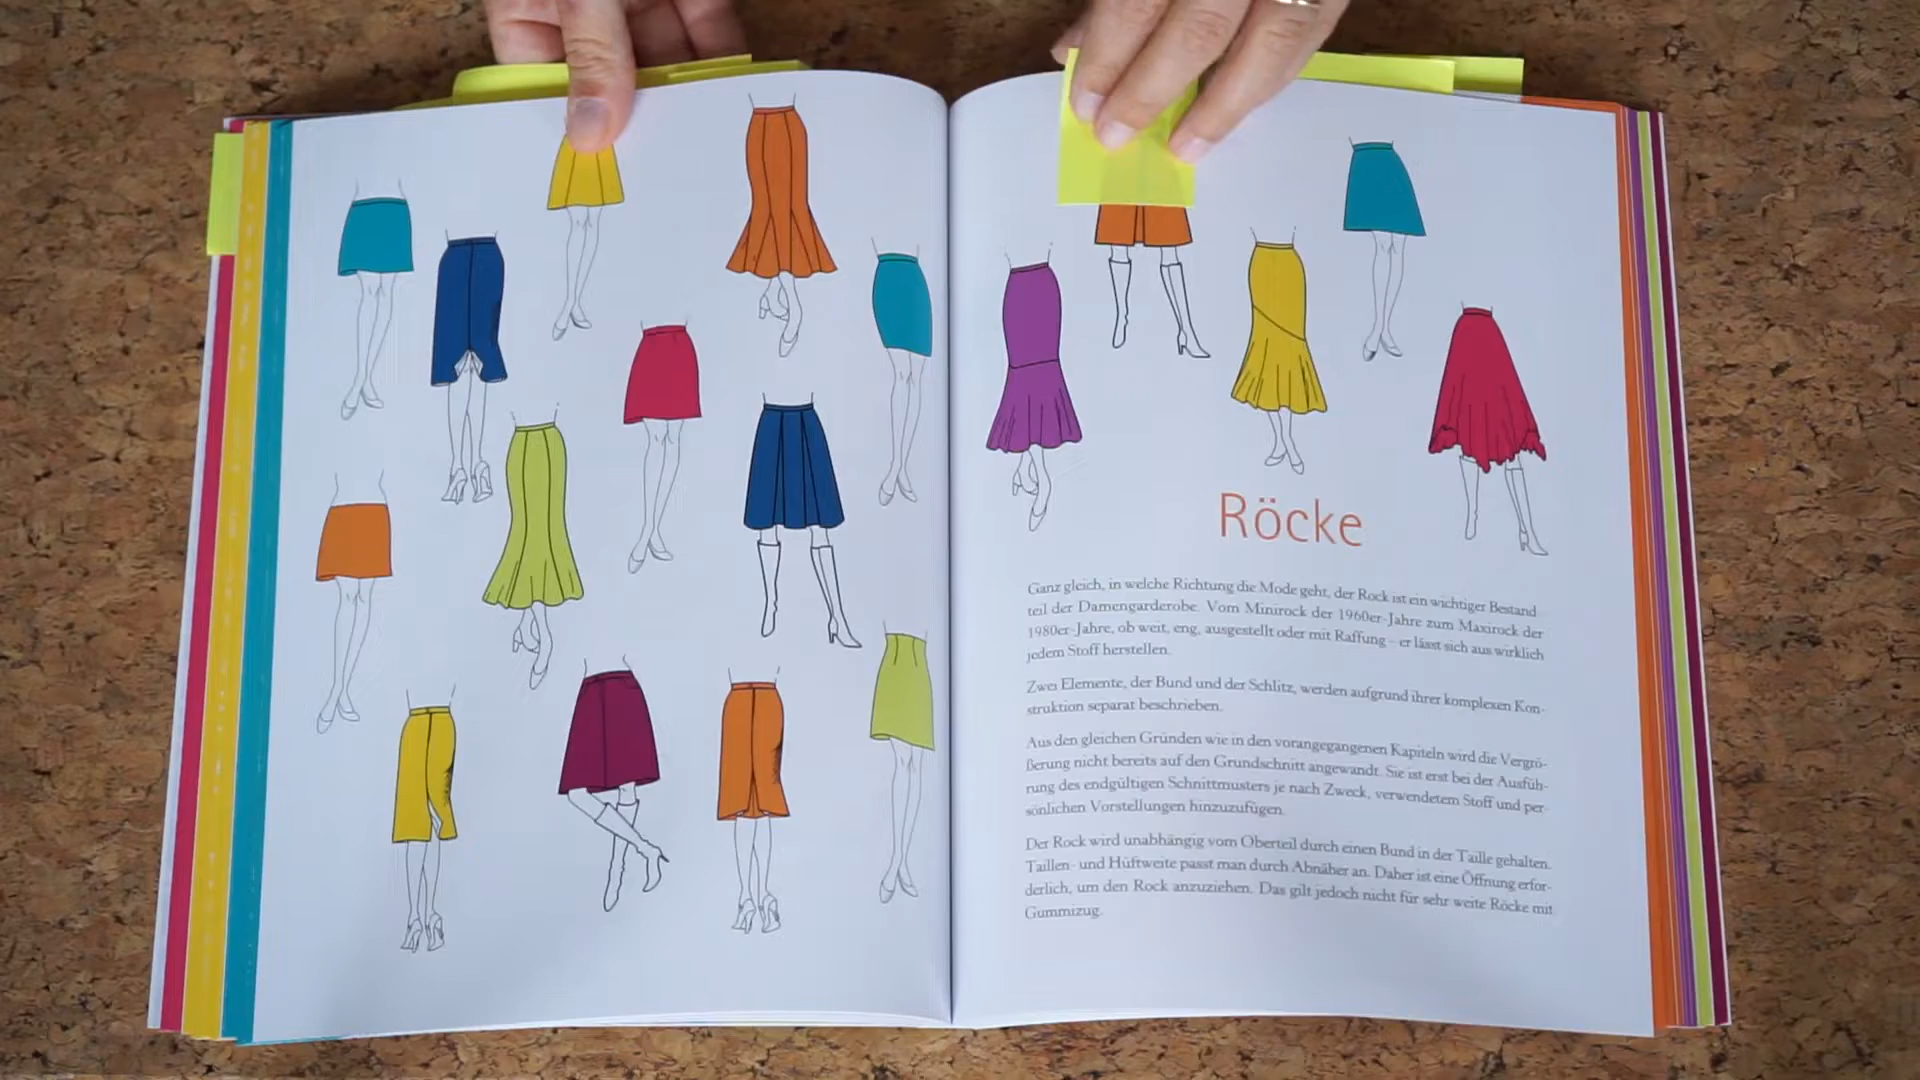 Röcke
Ganz gleich, in welche Richtung die Mode geht, der Rock ist ein wichtiger Bestand
teil der Damengarderobe. Vom Minirock der 1960er-Jahre zum Maxirock der
1980er-Jahre, ob weit, eng, ausgestellt oder mit Raffung – er lässt sich aus wirklich
jedem Stoff herstellen.
Zwei Elemente, der Bund und der Schlitz, werden aufgrund ihrer komplexen Kon-
struktion separat beschrieben.
Aus den gleichen Gründen wie in den vorangegangenen Kapiteln wird die Vergrö-
ßerung nicht bereits auf den Grundschnitt angewandt. Sie ist erst bei der Ausfüh-
rung des endgültigen Schnittmusters je nach Zweck, verwendetem Stoff und per-
sönlichen Vorstellungen hinzuzufügen.
Der Rock wird unabhängig vom Oberteil durch einen Bund in der Taille gehalten.
Taillen- und Hüftweite passt man durch Abnäher an. Daher ist eine Öffnung erfor-
derlich, um den Rock anzuziehen. Das gilt jedoch nicht für sehr weite Röcke mit
Gummizug.